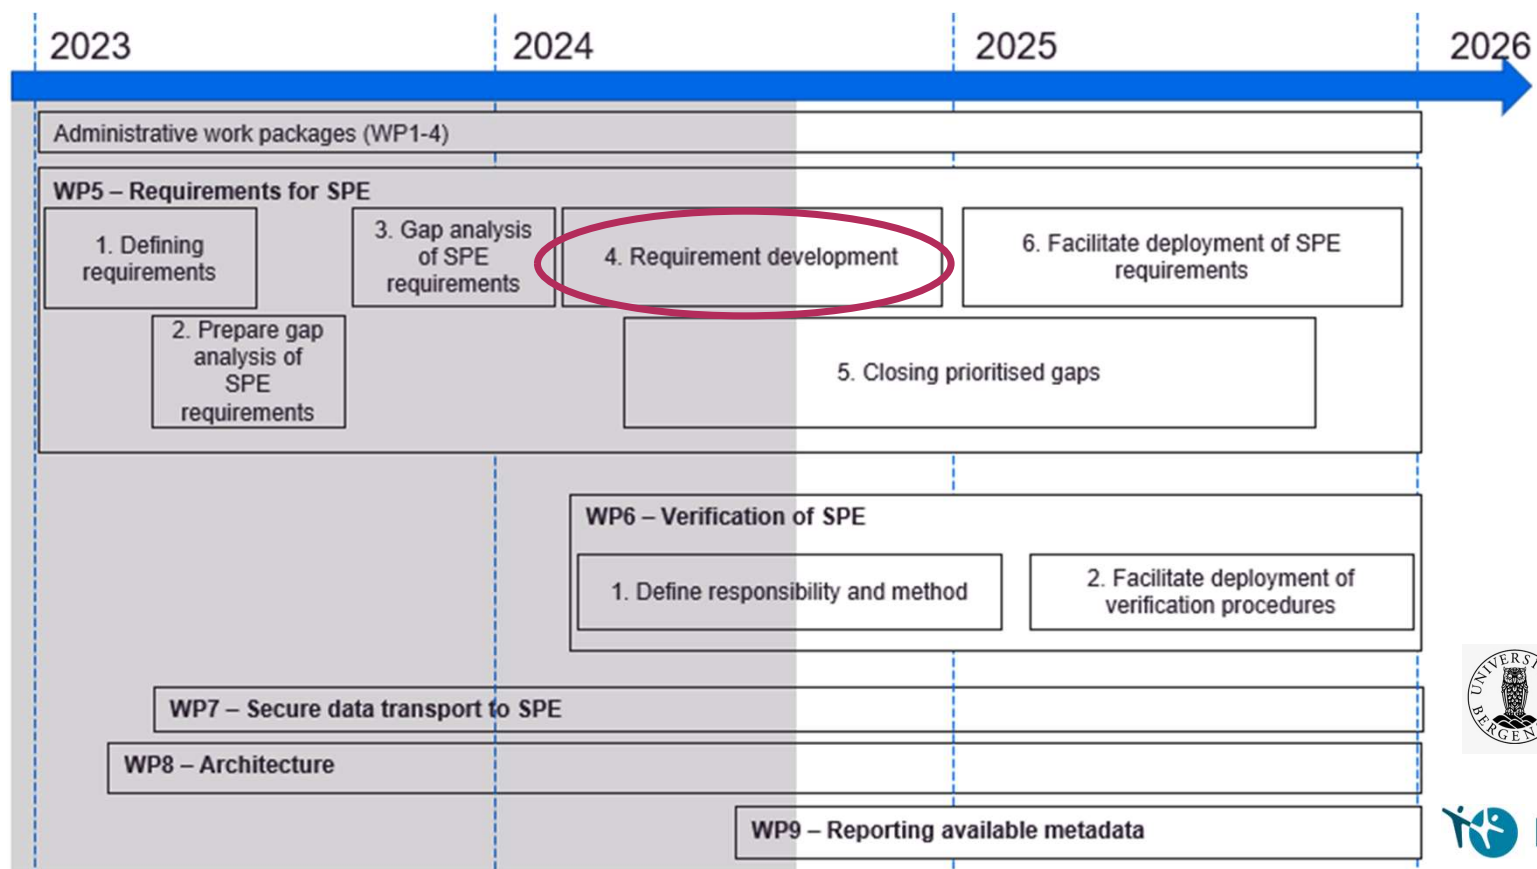 2023
2024
2025
2026
Administrative work packages (WP1-4)
WP5 – Requirements for SPE
1. Defining
requirements
3. Gap analysis
of SPE
requirements
4. Requirement development
6. Facilitate deployment of SPE
requirements
2. Prepare gap
analysis of
SPE
requirements
5. Closing prioritised gaps
WP6 – Verification of SPE
1. Define responsibility and method
2. Facilitate deployment of
verification procedures
WP7 – Secure data transport to SPE
WP8 – Architecture
WP9 – Reporting available metadata